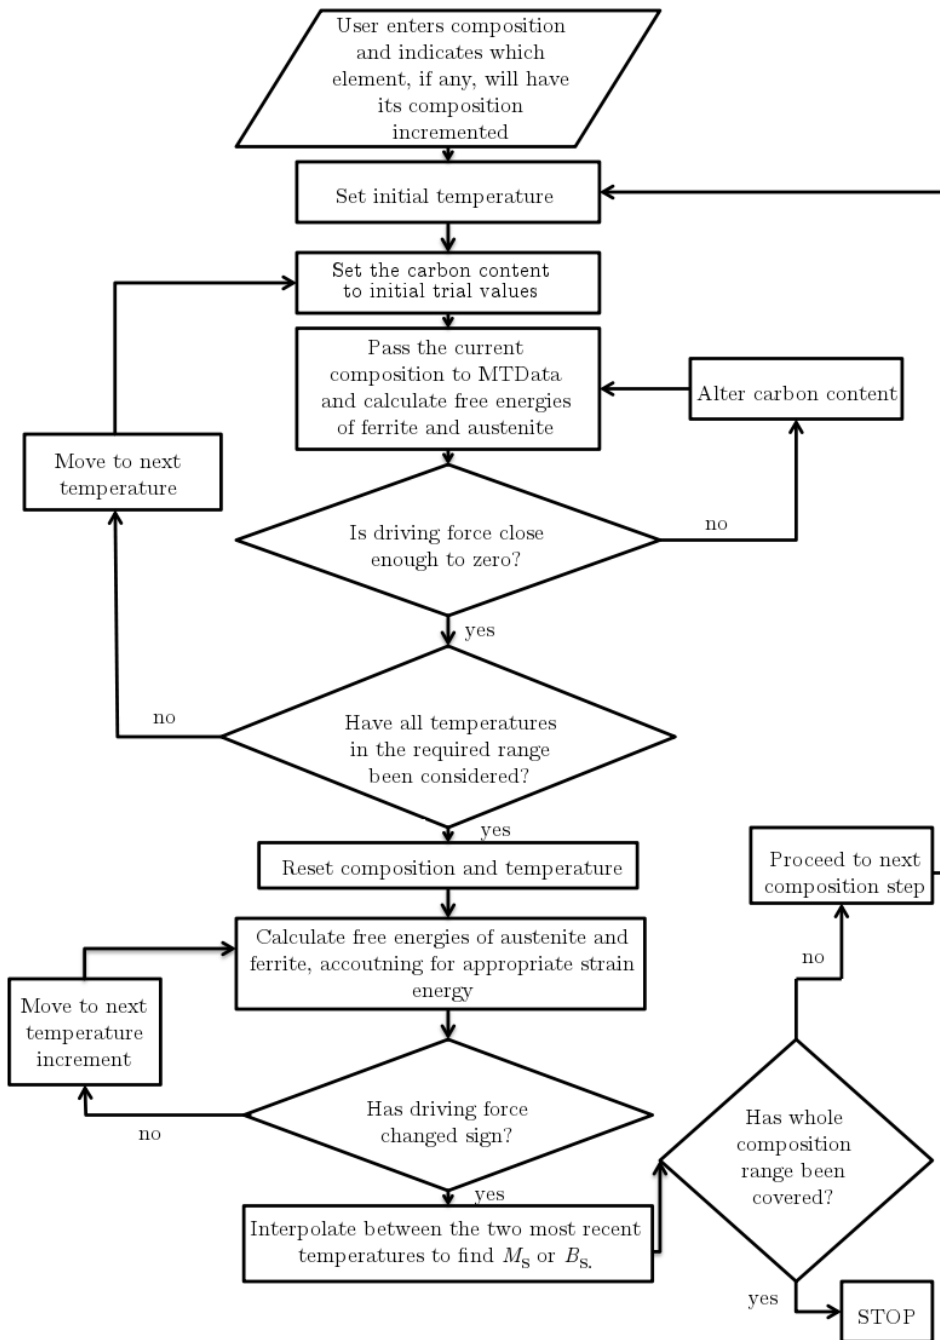 User enters composition
and indicates which
element, if any, will have
its composition
incremented
Set initial temperature
Set the carbon content
to initial trial values
Pass the current
composition to MTData
and calculate free energies
of ferrite and austenite
Alter carbon content
Move to next
temperature
Is driving force close
enough to zero?
no
yes
no
Have all temperatures
in the required range
been considered?
yes
Reset composition and temperature
Proceed to next
composition step
Calculate free energies of austenite and
ferrite, accoutning for appropriate strain
energy
no
Move to next
temperature
increment
Has driving force
changed sign?
no
Has whole
composition
range been
covered?
yes
Interpolate between the two most recent
temperatures to find Ms or Bs.
yes
STOP